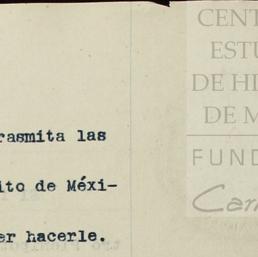 rasmita las
ito de Méxi-
er hacerle.
CENT
ESTU
DE HI
DE M
FUND
Car